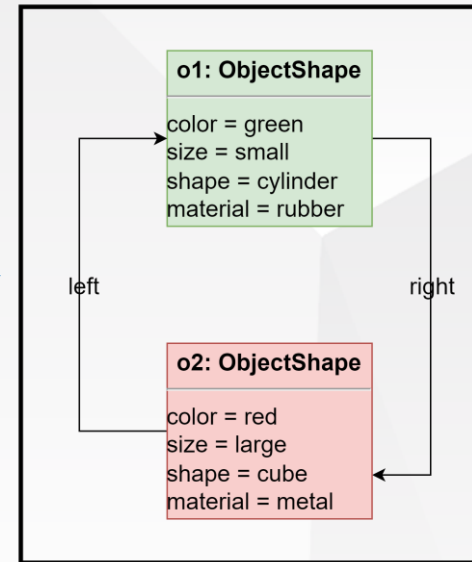 o1: ObjectShape
color = green
size = small
shape = cylinder
material = rubber
left
right
o2: ObjectShape
color = red
size = large
shape = cube
material = metal